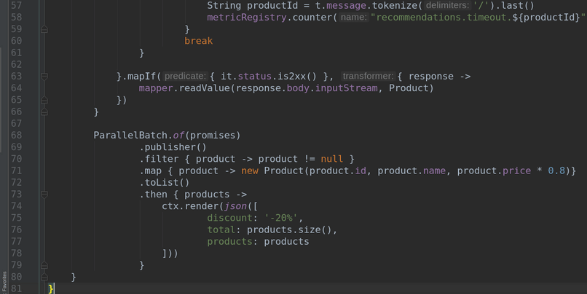 57 String productId = t.message.tokenize( delimiters: '/').last()
58 metricRegistry.counter( name: "recommendations.timeout.${productId}"
59 }
60 break
61 }
62
63 }.mapIf( predicate: { it.status.is2xx() }, transformer: { response ->
64 mapper.readValue(response.body.inputStream, Product)
65 })
66 }
67
68 ParallelBatch.of(promises)
69 .publisher()
70 .filter { product -> product != null }
71 .map { product -> new Product(product.id, product.name, product.price * 0.8)}
72 .toList()
73 .then { products ->
74 ctx.render(json([
75 discount: '-20%',
76 total: products.size(),
77 products: products
78 ]))
79 }
80 }
81 }
Favorites